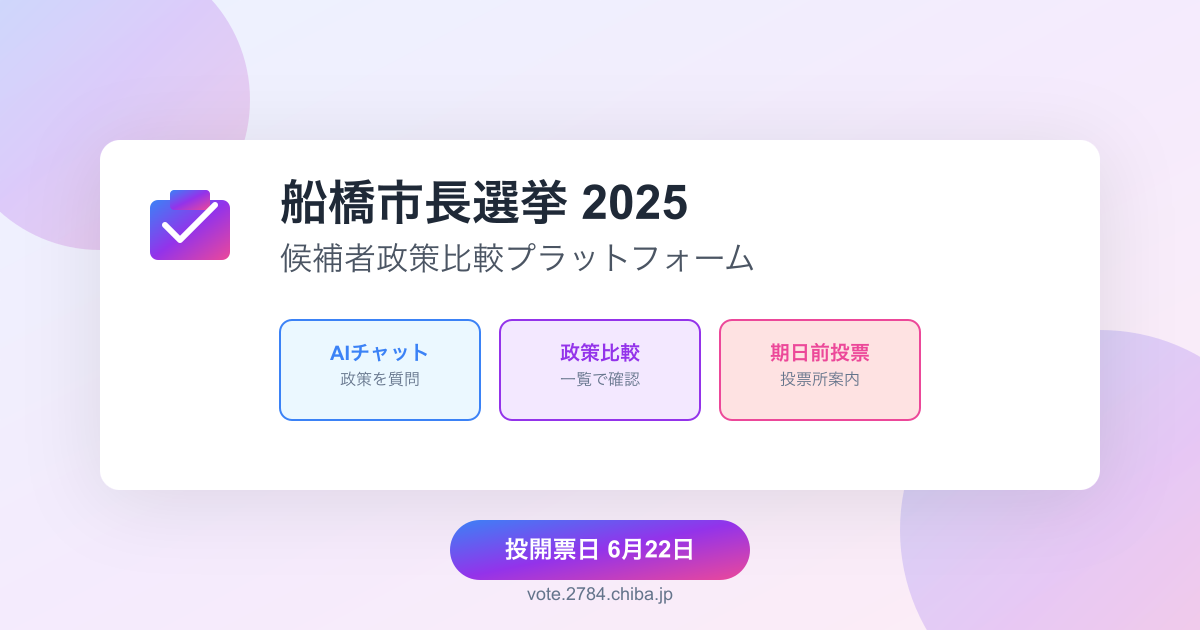 船橋市長選挙 2025
候補者政策比較プラットフォーム
AIチャット
政策を質問
政策比較
一覧で確認
期日前投票
投票所案内
投開票日 6月22日
vote.2784.chiba.jp